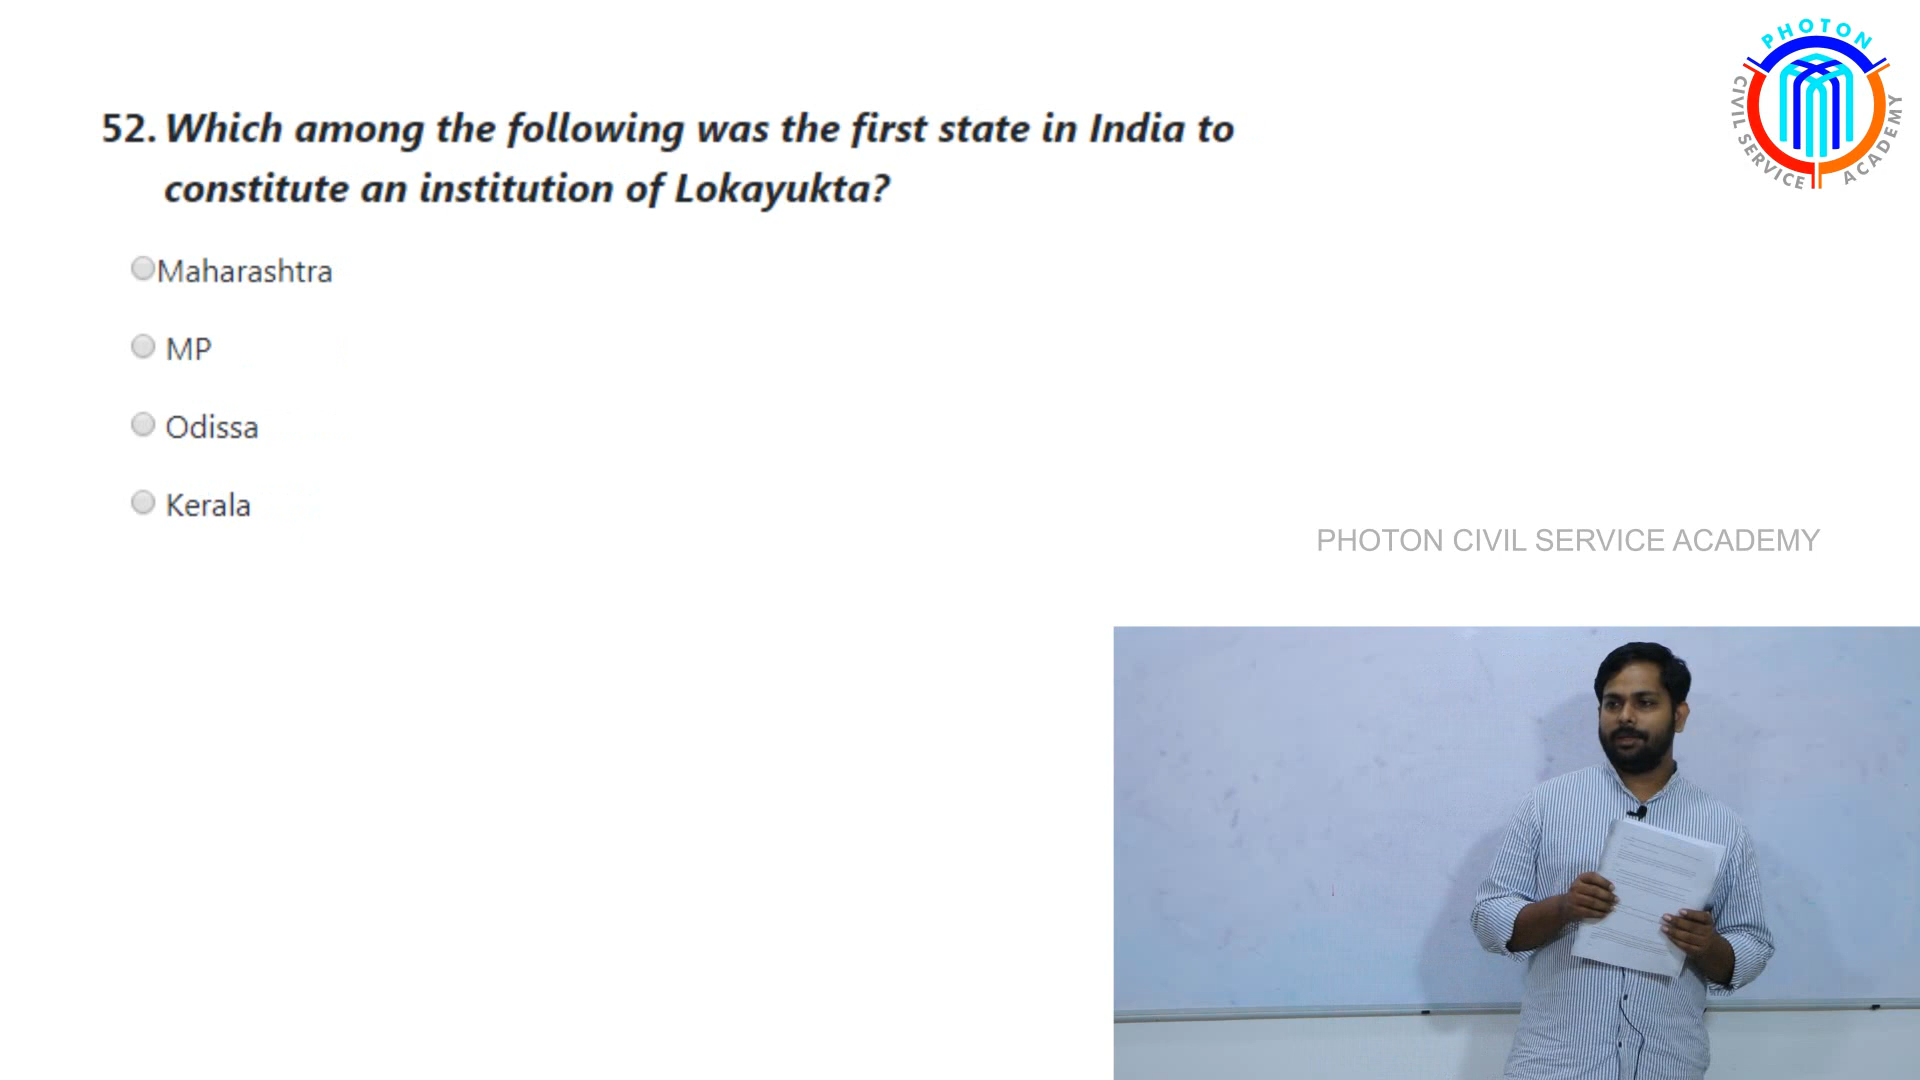 PHOTON
CIVIL SERVICE ACADEMY
52. Which among the following was the first state in India to
constitute an institution of Lokayukta?
Maharashtra
MP
Odissa
Kerala
PHOTON CIVIL SERVICE ACADEMY